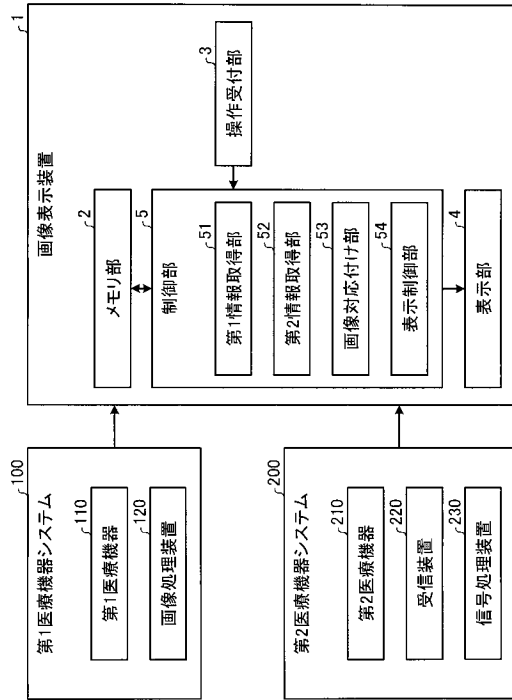 第1医療機器システム
100
第1医療機器
110
画像処理装置
120
第2医療機器システム
200
第2医療機器
210
受信装置
220
信号処理装置
230
画像表示装置
1
メモリ部
2
制御部
5
第1情報取得部
51
第2情報取得部
52
画像対応付け部
53
表示制御部
54
操作受付部
3
表示部
4